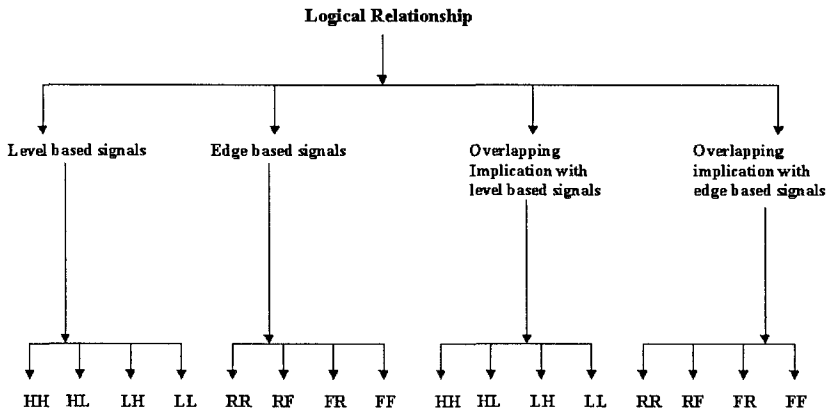 Logical Relationship
Level based signals
Edge based signals
Overlapping
Implication with
level based signals
Overlapping
implication with
edge based signals
HH HL LH LL RR RF FR FF HH HL LH LL RR RF FR FF